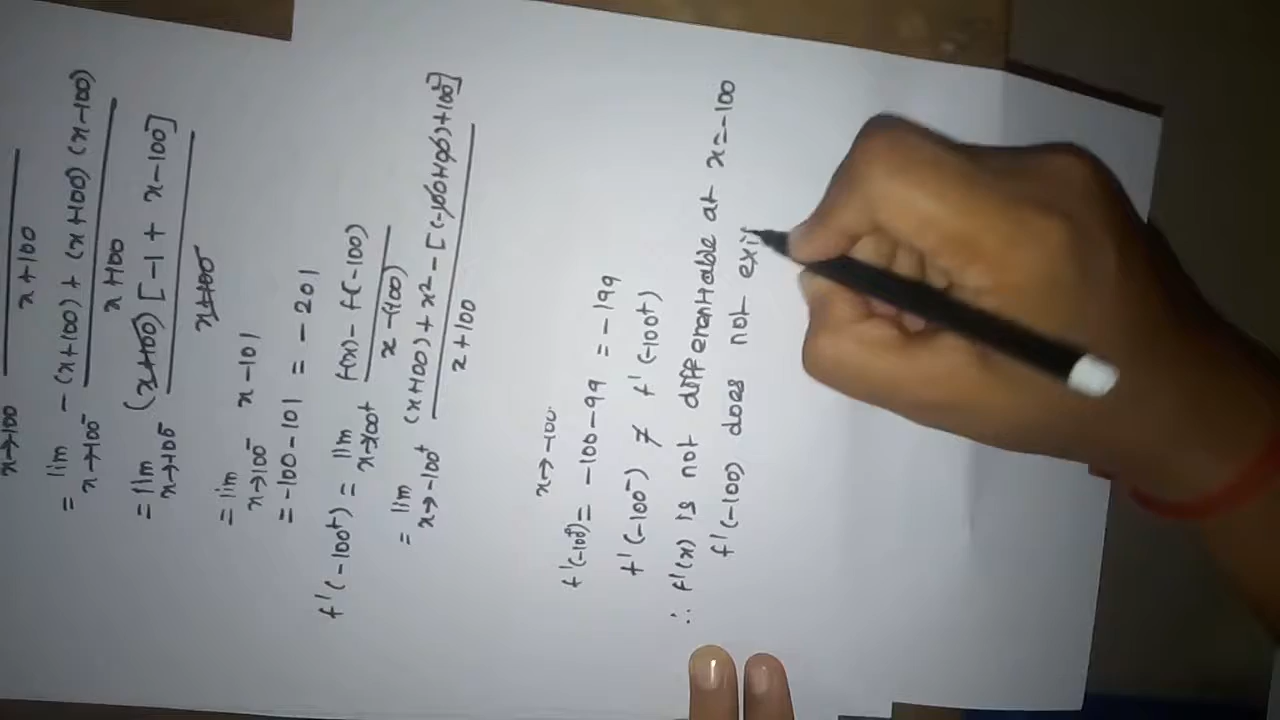 x+100
x→100
= lim -(x+100) + (x+100) (x-100)
x→-100⁻ x+100
= lim (x+100) [-1 + x-100]
x→-100⁻ x+100
= lim x-101
x→-100⁻
= -100-101 = -201
f'(-100⁺) = lim f(x) - f(-100)
x→-100⁺ x-(-100)
= lim (x+100) + x² - [(-100+100) + 100²]
x→-100⁺ x+100
x→-100
f'(-100⁺) = -100-99 = -199
f'(-100⁻) ≠ f'(-100⁺)
∴ f'(x) is not differentiable at x=-100
f'(-100) does not exis